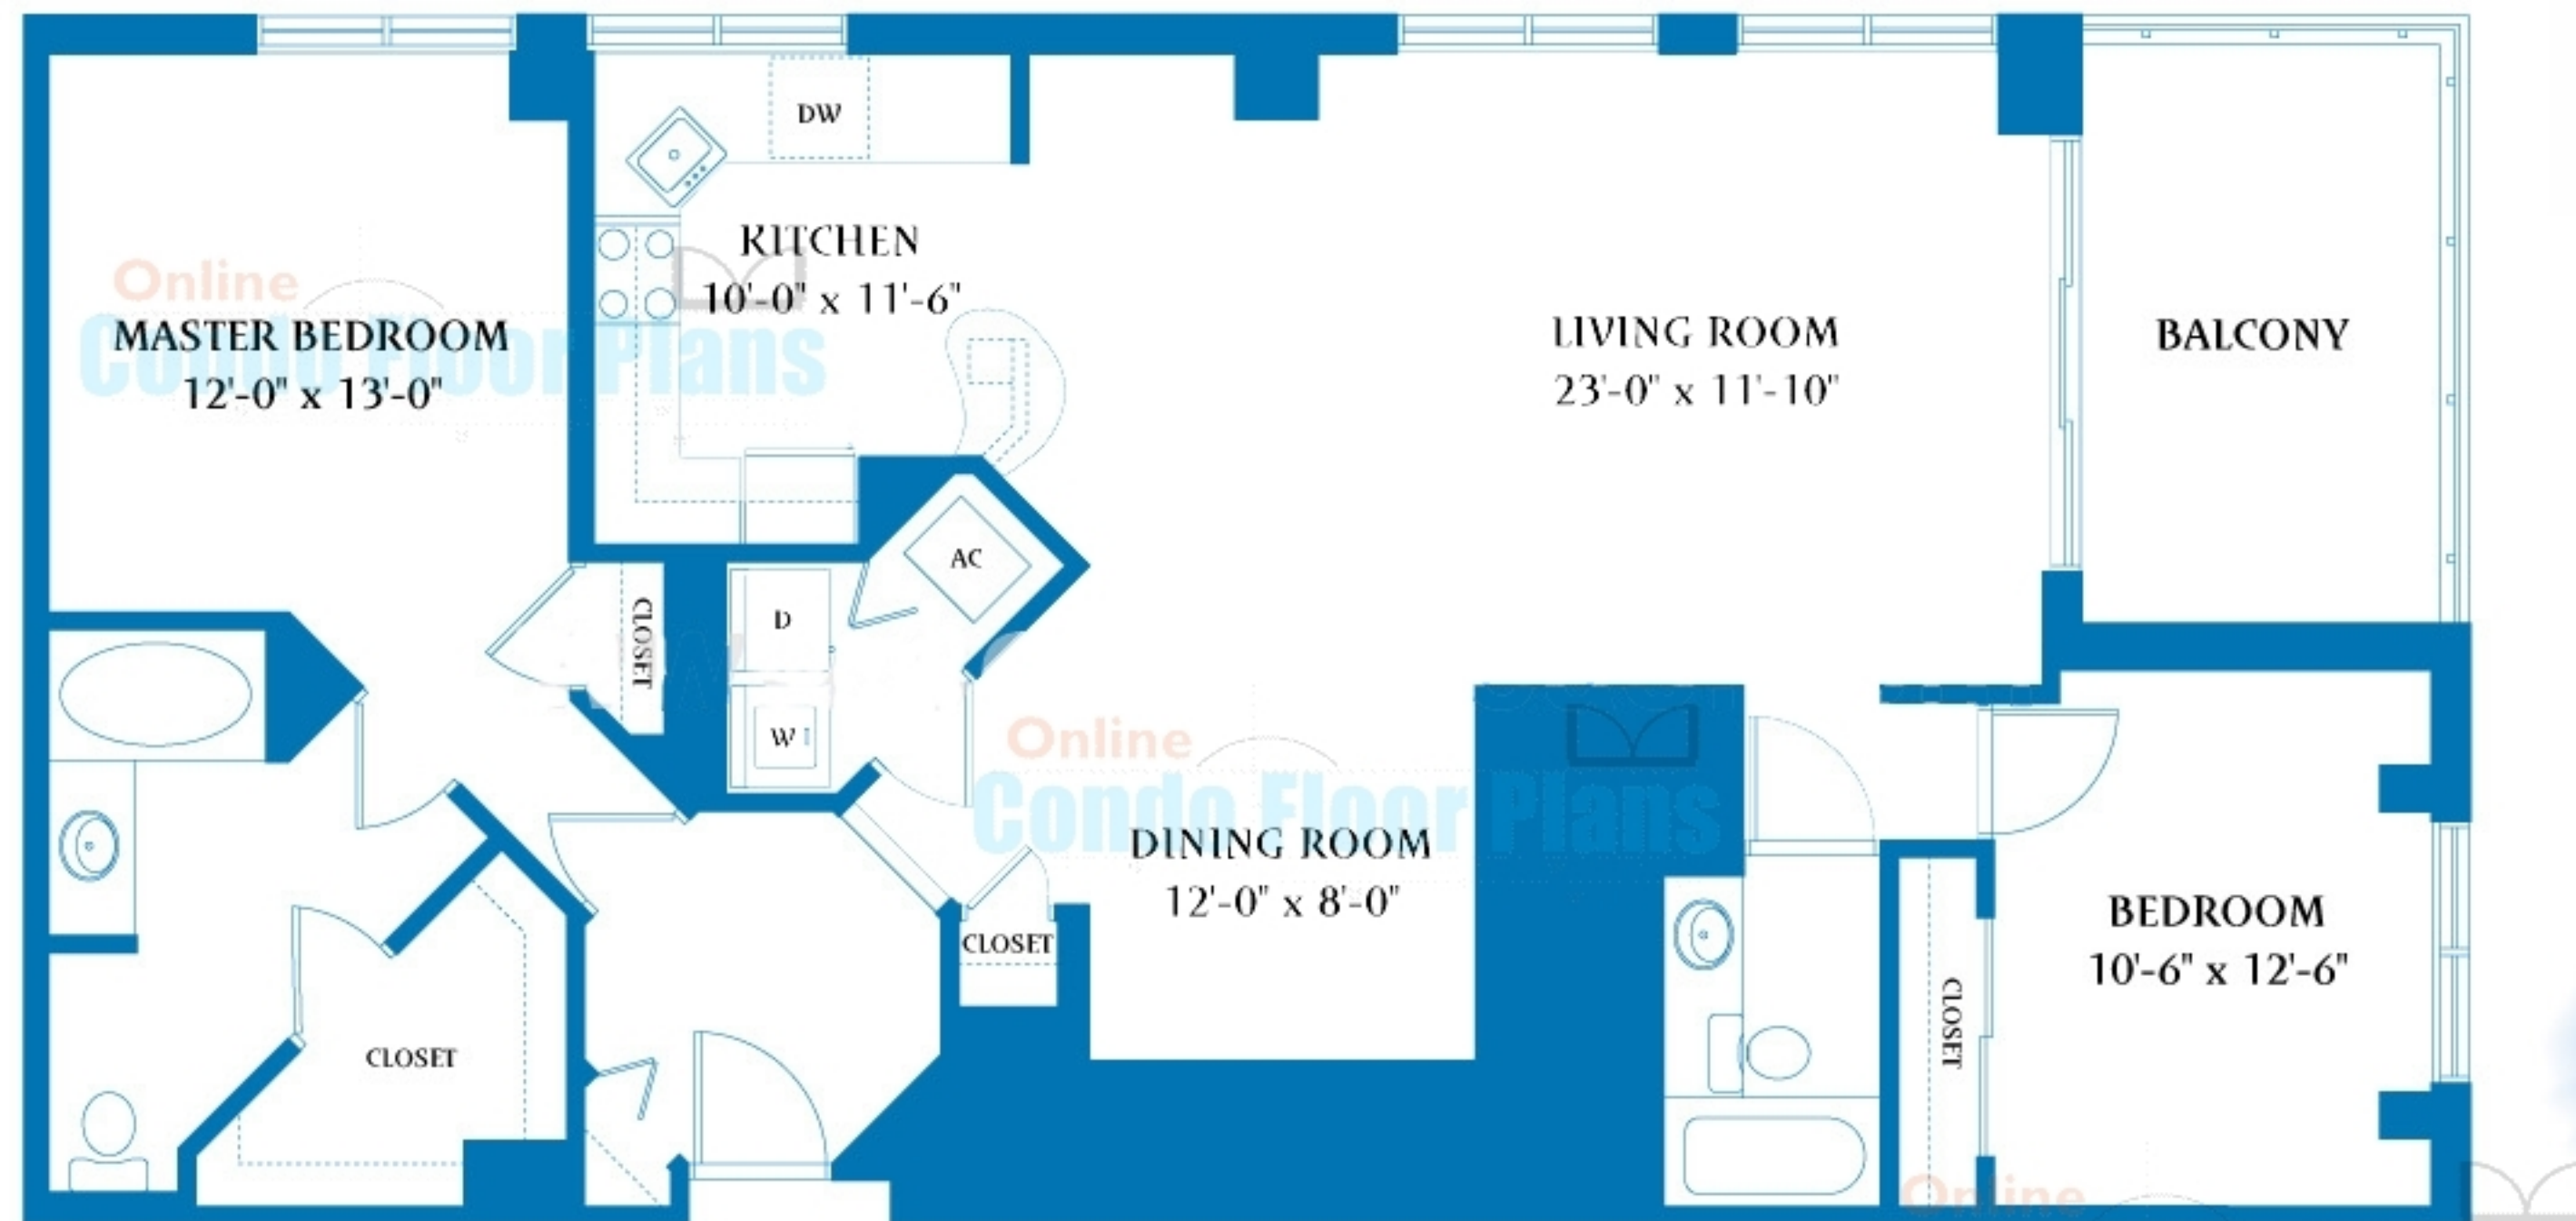 DW
KITCHEN
10'-0" x 11'-6"
Online
Condo Floor Plans
MASTER BEDROOM
12'-0" x 13'-0"
LIVING ROOM
23'-0" x 11'-10"
BALCONY
AC
D
CLOSET
W
Online
Condo Floor Plans
DINING ROOM
12'-0" x 8'-0"
CLOSET
BEDROOM
10'-6" x 12'-6"
CLOSET
CLOSET
Online